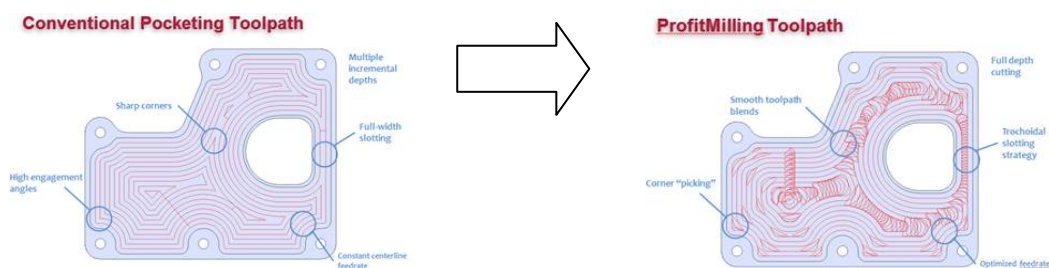 Conventional Pocketing Toolpath
Multiple
incremental
depths
Sharp corners
Full-width
slotting
High engagement
angles
Constant centerline
feedrate
ProfitMilling Toolpath
Full depth
cutting
Smooth toolpath
blends
Trochoidal
slotting
strategy
Corner “picking”
Optimized feedrate